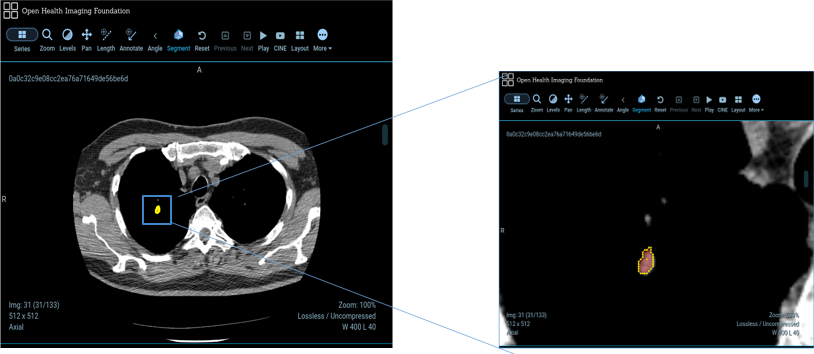 Open Health Imaging Foundation
Series Zoom Levels Pan Length Annotate Angle Segment Reset Previous Next Play CINE Layout More
A
0a0c32c9e08cc2ea76a71649de56be6d
R
Img: 31 (31/133)
512 x 512
Axial
Zoom: 100%
Lossless / Uncompressed
W 400 L 40
Open Health Imaging Foundation
Series Zoom Levels Pan Length Annotate Angle Segment Reset Previous Next Play CINE Layout More
A
0a0c32c9e08cc2ea76a71649de56be6d
R
Img: 31 (31/133)
512 x 512
Axial
Zoom:
Lossless / Uncompressed
W 400 L 40